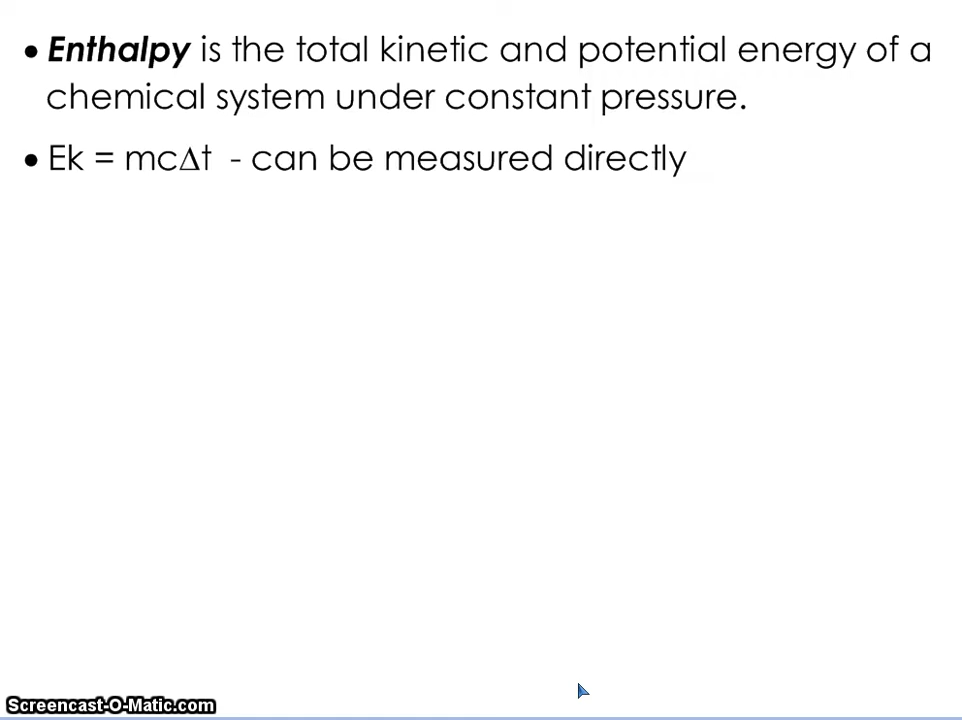 • Enthalpy is the total kinetic and potential energy of a
chemical system under constant pressure.
• Ek = mc∆t - can be measured directly
Screencast-O-Matic.com